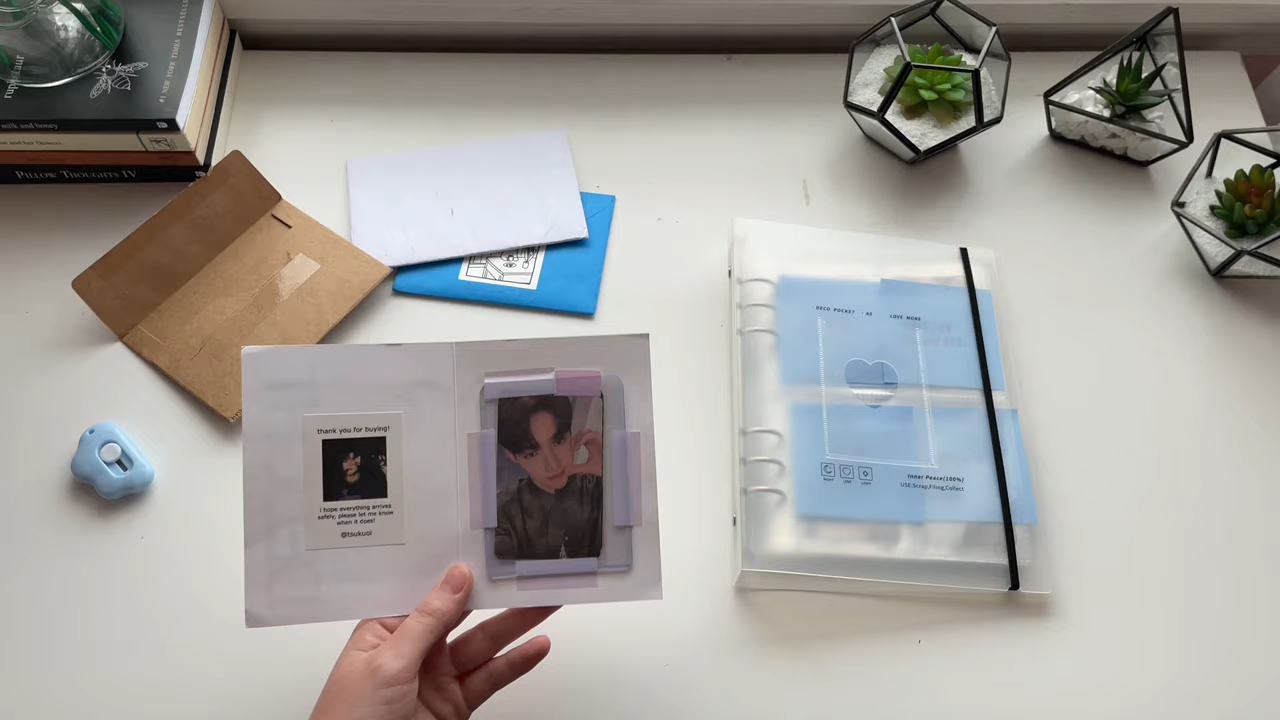 #1 NEW YORK TIMES BESTSELLER
rupi kaur
milk and honey
PILLOW THOUGHTS IV
DECO POCKET · A5 LOVE MORE
thank you for buying!
i hope everything arrives
safely, please let me know
when it does!
@tsukuoi
Inner Peace(100%)
USE:Scrap,Filing,Collect